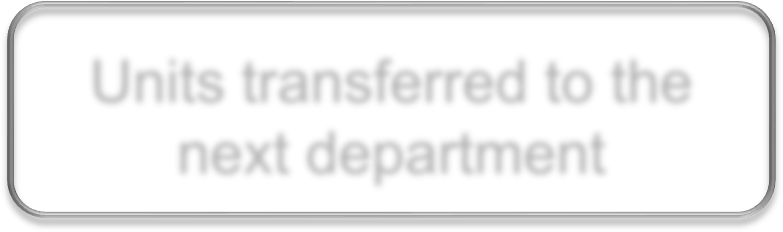 Units transferred to the
next department